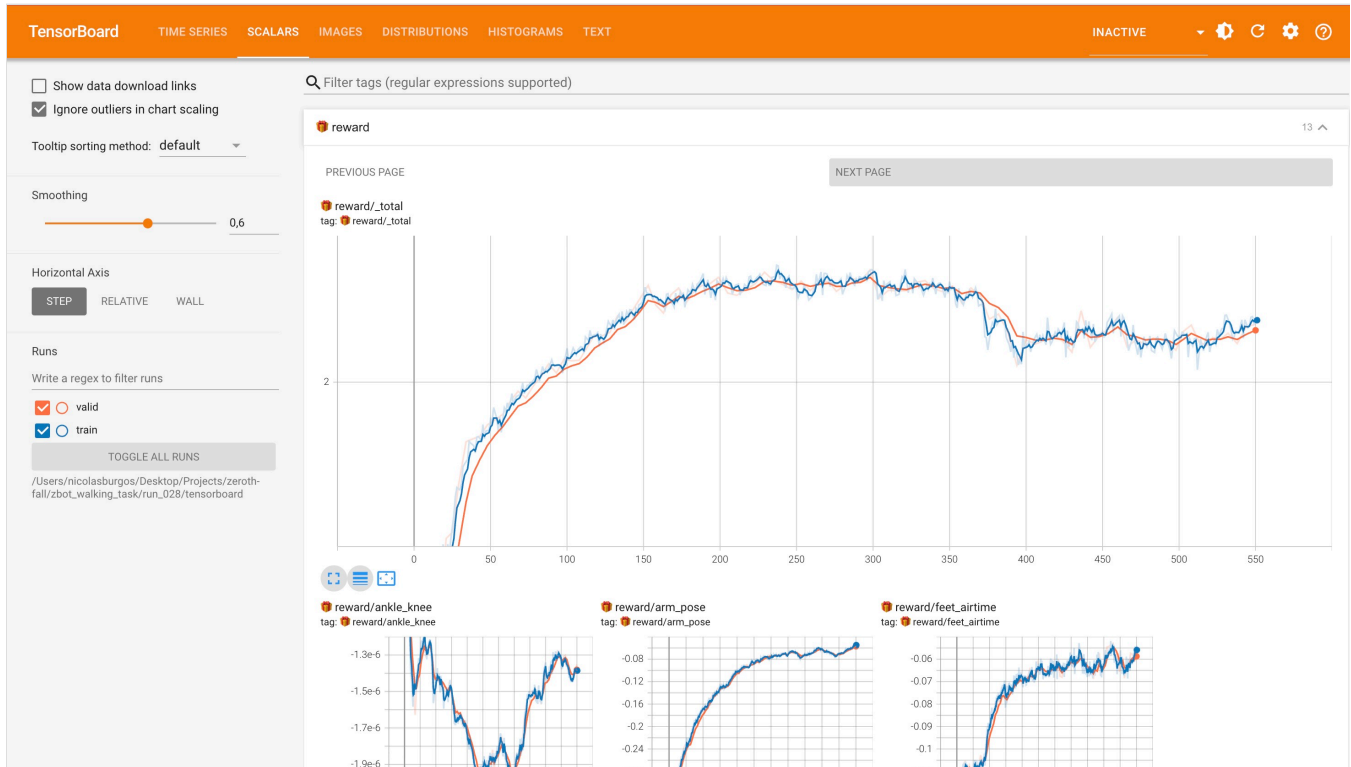 TensorBoard TIME SERIES SCALARS IMAGES DISTRIBUTIONS HISTOGRAMS TEXT INACTIVE
Show data download links
Ignore outliers in chart scaling
Tooltip sorting method: default
Smoothing
0,6
Horizontal Axis
STEP RELATIVE WALL
Runs
Write a regex to filter runs
valid
train
TOGGLE ALL RUNS
/Users/nicolasburgos/Desktop/Projects/zeroth-
fall/zbot_walking_task/run_028/tensorboard
Filter tags (regular expressions supported)
reward 13
PREVIOUS PAGE NEXT PAGE
reward/_total
tag: reward/_total
2
0 50 100 150 200 250 300 350 400 450 500 550
reward/ankle_knee
tag: reward/ankle_knee
-1.3e-6
-1.5e-6
-1.7e-6
-1.9e-6
reward/arm_pose
tag: reward/arm_pose
-0.08
-0.12
-0.16
-0.2
-0.24
reward/feet_airtime
tag: reward/feet_airtime
-0.06
-0.07
-0.08
-0.09
-0.1